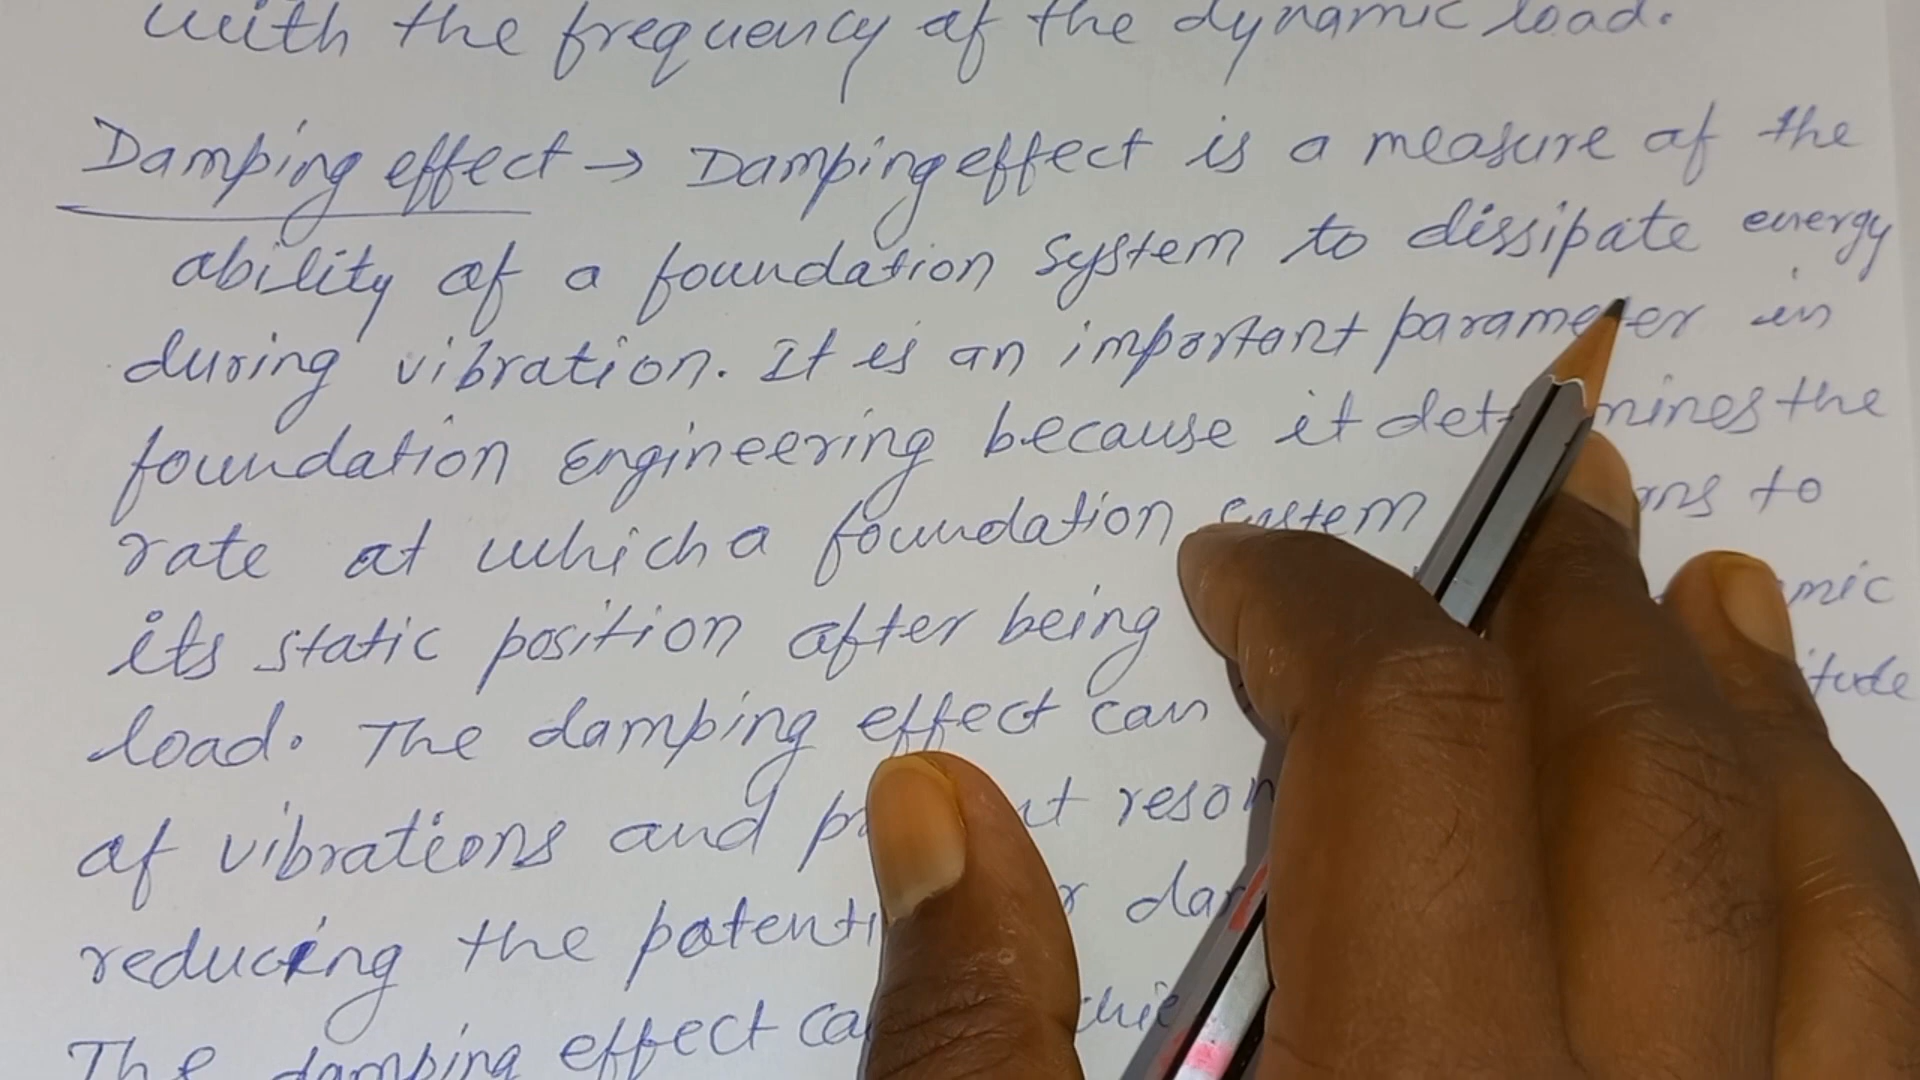 with the frequency of the dynamic load.
Damping effect → Damping effect is a measure of the
ability of a foundation system to dissipate energy
during vibration. It is an important parameter in
foundation engineering because it determines the
rate at which a foundation system to
its static position after being
load. The damping effect can
of vibrations and
reducing the
The damping effect